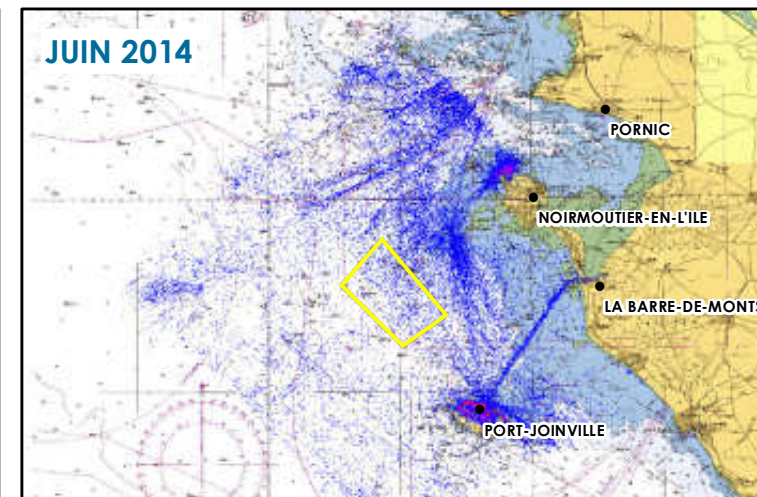 JUIN 2014
PORNIC
NOIRMOUTIER-EN-L'ILE
LA BARRE-DE-MONTS
PORT-JOINVILLE